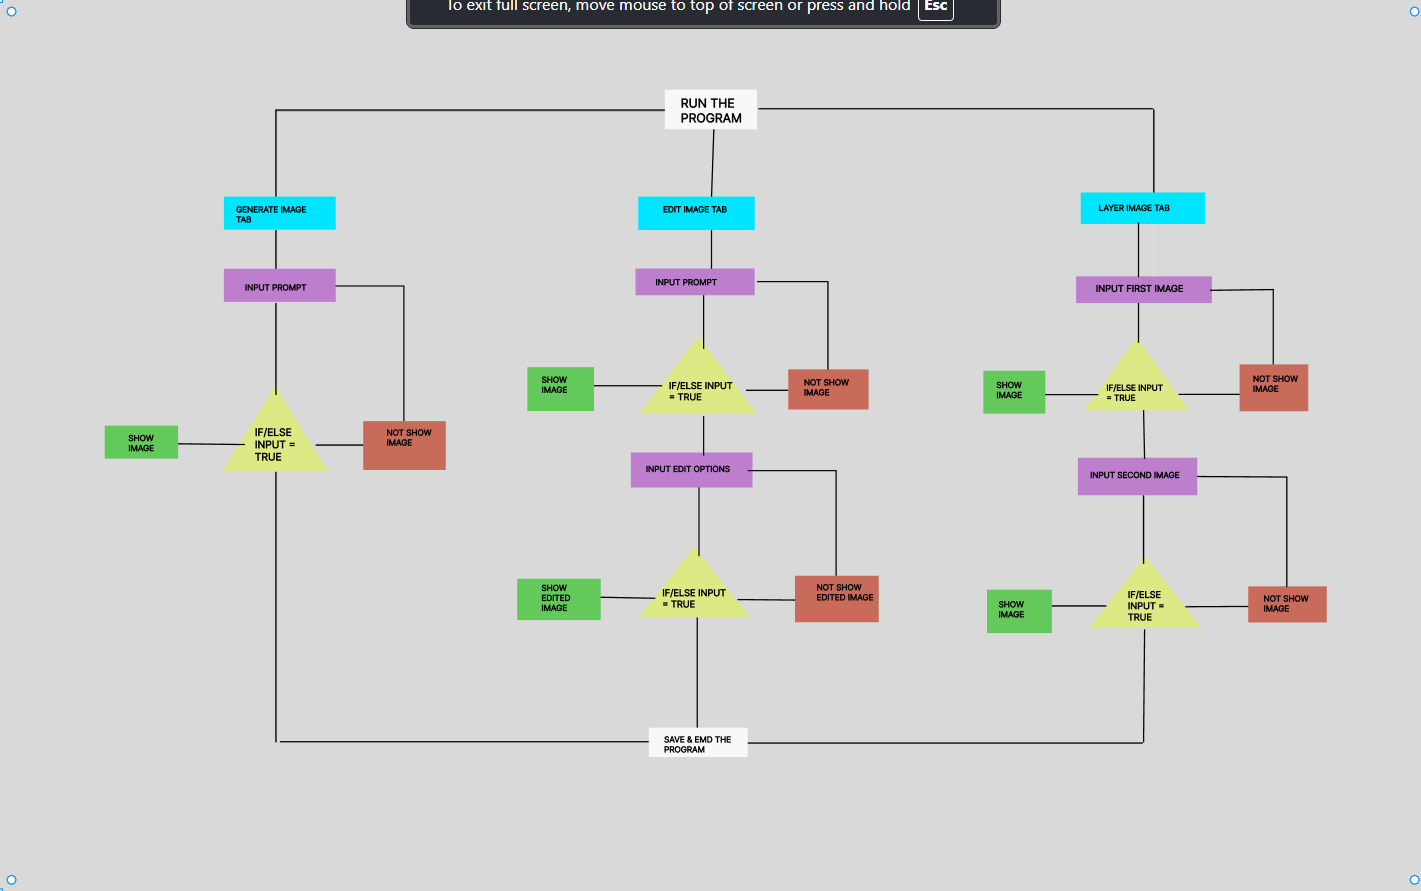 To exit full screen, move mouse to top of screen or press and hold Esc
RUN THE
PROGRAM
GENERATE IMAGE
TAB
EDIT IMAGE TAB
LAYER IMAGE TAB
INPUT PROMPT
INPUT PROMPT
INPUT FIRST IMAGE
SHOW
IMAGE
IF/ELSE INPUT
= TRUE
NOT SHOW
IMAGE
SHOW
IMAGE
IF/ELSE INPUT
= TRUE
NOT SHOW
IMAGE
SHOW
IMAGE
IF/ELSE
INPUT =
TRUE
NOT SHOW
IMAGE
INPUT EDIT OPTIONS
INPUT SECOND IMAGE
SHOW
EDITED
IMAGE
IF/ELSE INPUT
= TRUE
NOT SHOW
EDITED IMAGE
SHOW
IMAGE
IF/ELSE
INPUT =
TRUE
NOT SHOW
IMAGE
SAVE & EMD THE
PROGRAM